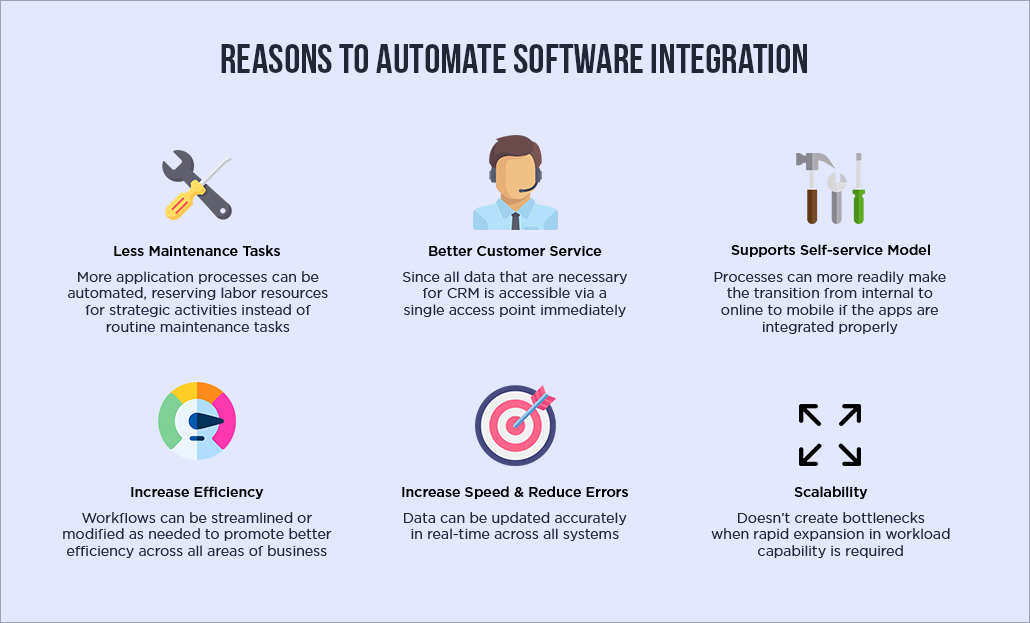 REASONS TO AUTOMATE SOFTWARE INTEGRATION
Less Maintenance Tasks
More application processes can be
automated, reserving labor resources
for strategic activities instead of
routine maintenance tasks
Better Customer Service
Since all data that are necessary
for CRM is accessible via a
single access point immediately
Supports Self-service Model
Processes can more readily make
the transition from internal to
online to mobile if the apps are
integrated properly
Increase Efficiency
Workflows can be streamlined or
modified as needed to promote better
efficiency across all areas of business
Increase Speed & Reduce Errors
Data can be updated accurately
in real-time across all systems
Scalability
Doesn't create bottlenecks
when rapid expansion in workload
capability is required